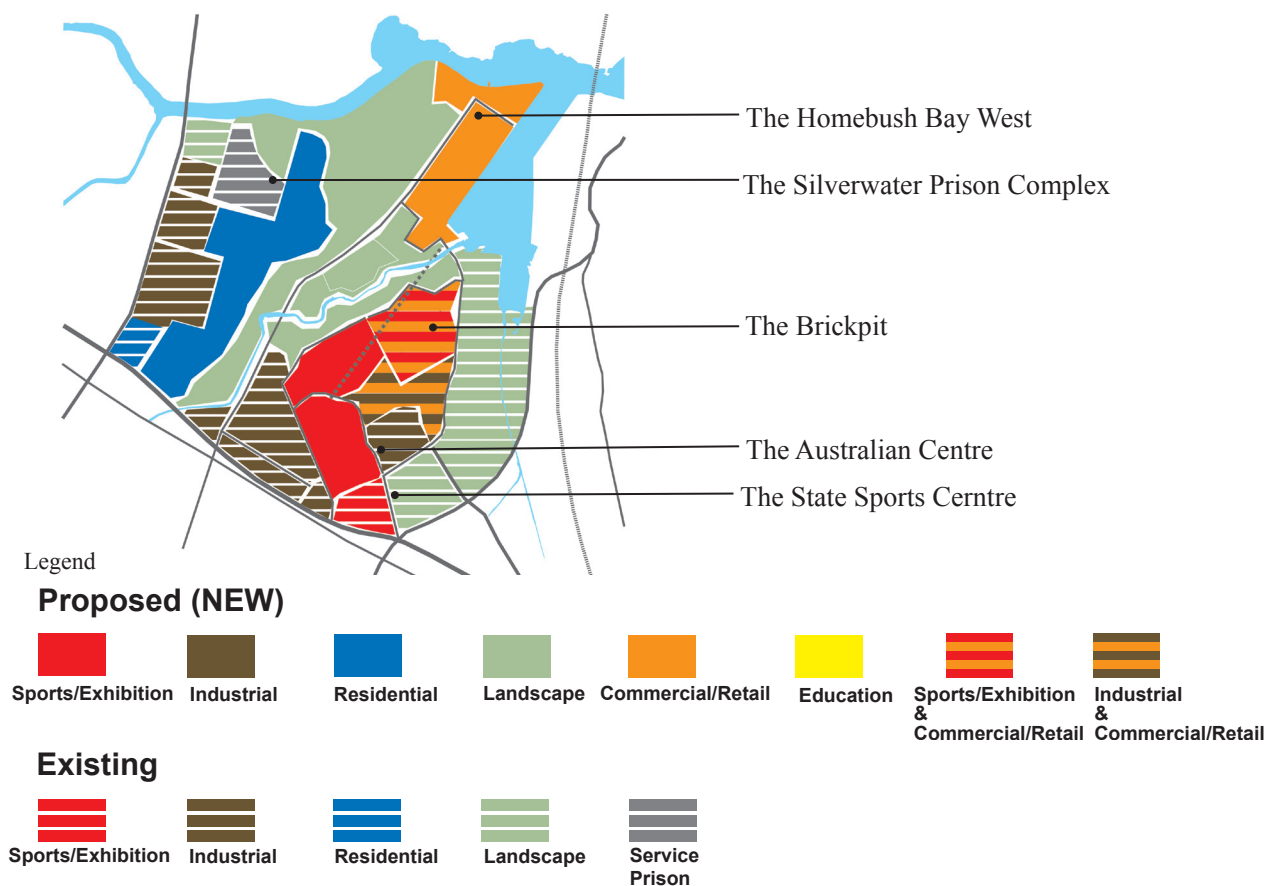 The Homebush Bay West
The Silverwater Prison Complex
The Brickpit
The Australian Centre
The State Sports Cerntre
Legend
Proposed (NEW)
Sports/Exhibition
Industrial
Residential
Landscape
Commercial/Retail
Education
Sports/Exhibition
&
Commercial/Retail
Industrial
&
Commercial/Retail
Existing
Sports/Exhibition
Industrial
Residential
Landscape
Service
Prison